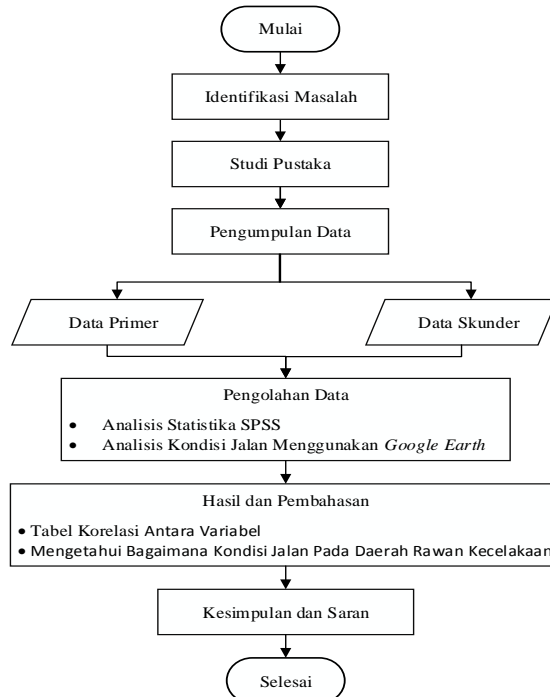 Mulai
Identifikasi Masalah
Studi Pustaka
Pengumpulan Data
Data Primer
Data Skunder
Pengolahan Data
• Analisis Statistika SPSS
• Analisis Kondisi Jalan Menggunakan Google Earth
Hasil dan Pembahasan
• Tabel Korelasi Antara Variabel
• Mengetahui Bagaimana Kondisi Jalan Pada Daerah Rawan Kecelakaan
Kesimpulan dan Saran
Selesai